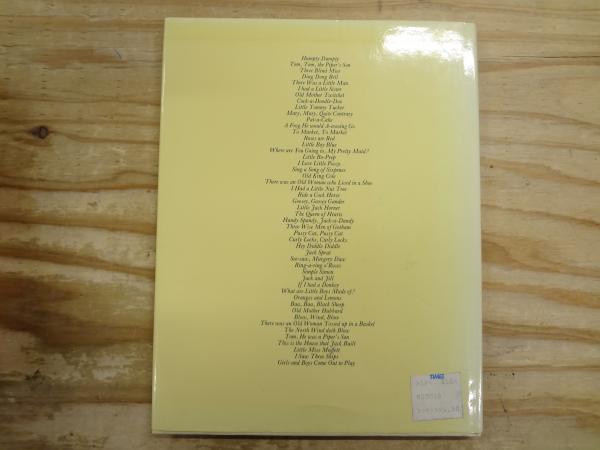 Humpty Dumpty
Tom, Tom, the Piper's Son
Three Blind Mice
Ding Dong Bell
There Was a Little Man
I had a Little Sister
Old Mother Twitchet
Cock-a-Doodle-Doo
Little Tommy Tucker
Mary, Mary, Quite Contrary
Pat-a-Cake
A Frog He would A-wooing Go
To Market, To Market
Roses are Red
Little Boy Blue
Where are You Going to, My Pretty Maid?
Little Bo-Peep
I Love Little Pussy
Sing a Song of Sixpence
Old King Cole
There was an Old Woman who Lived in a Shoe
I Had a Little Nut Tree
Ride a Cock Horse
Goosey, Goosey Gander
Little Jack Horner
The Queen of Hearts
Handy Spandy, Jack-a-Dandy
Three Wise Men of Gotham
Pussy Cat, Pussy Cat
Curly Locks, Curly Locks
Hey Diddle Diddle
Jack Sprat
See-saw, Margery Daw
Ring-a-ring o'Roses
Simple Simon
Jack and Jill
If I had a Donkey
What are Little Boys Made of?
Oranges and Lemons
Baa, Baa, Black Sheep
Old Mother Hubbard
Blow, Wind, Blow
There was an Old Woman Tossed up in a Basket
The North Wind doth Blow
Tom, He was a Piper's Son
This is the House that Jack Built
Little Miss Muffett
I Saw Three Ships
Girls and Boys Come Out to Play
TIMES